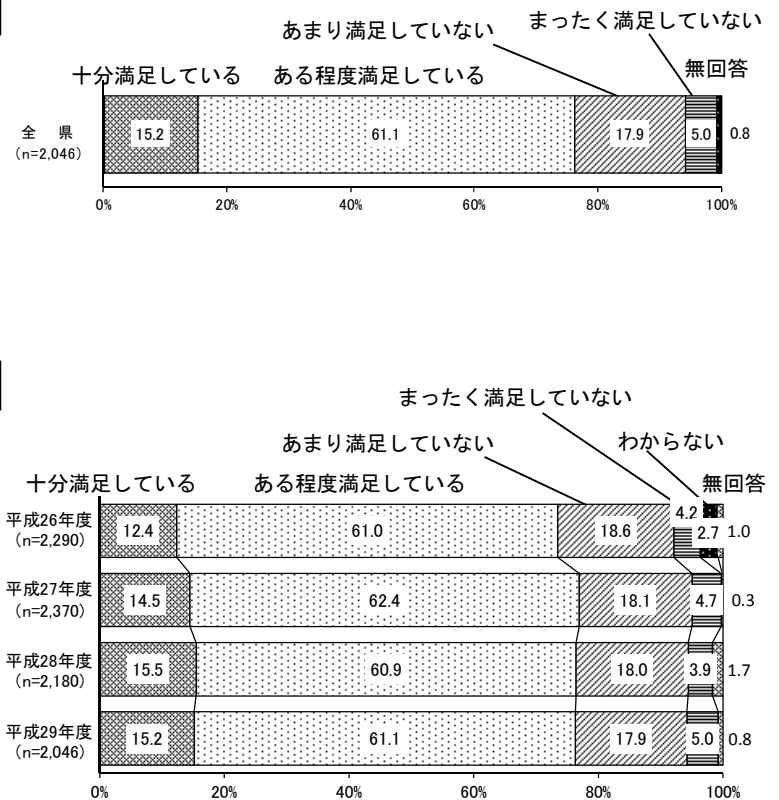 あまり満足していない　まったく満足していない
十分満足している　ある程度満足している　無回答
全　県
(n=2,046)
15.2　61.1　17.9　5.0　0.8
0%　20%　40%　60%　80%　100%
まったく満足していない
あまり満足していない　わからない
十分満足している　ある程度満足している　無回答
平成26年度
(n=2,290)
12.4　61.0　18.6　4.2　2.7　1.0
平成27年度
(n=2,370)
14.5　62.4　18.1　4.7　0.3
平成28年度
(n=2,180)
15.5　60.9　18.0　3.9　1.7
平成29年度
(n=2,046)
15.2　61.1　17.9　5.0　0.8
0%　20%　40%　60%　80%　100%